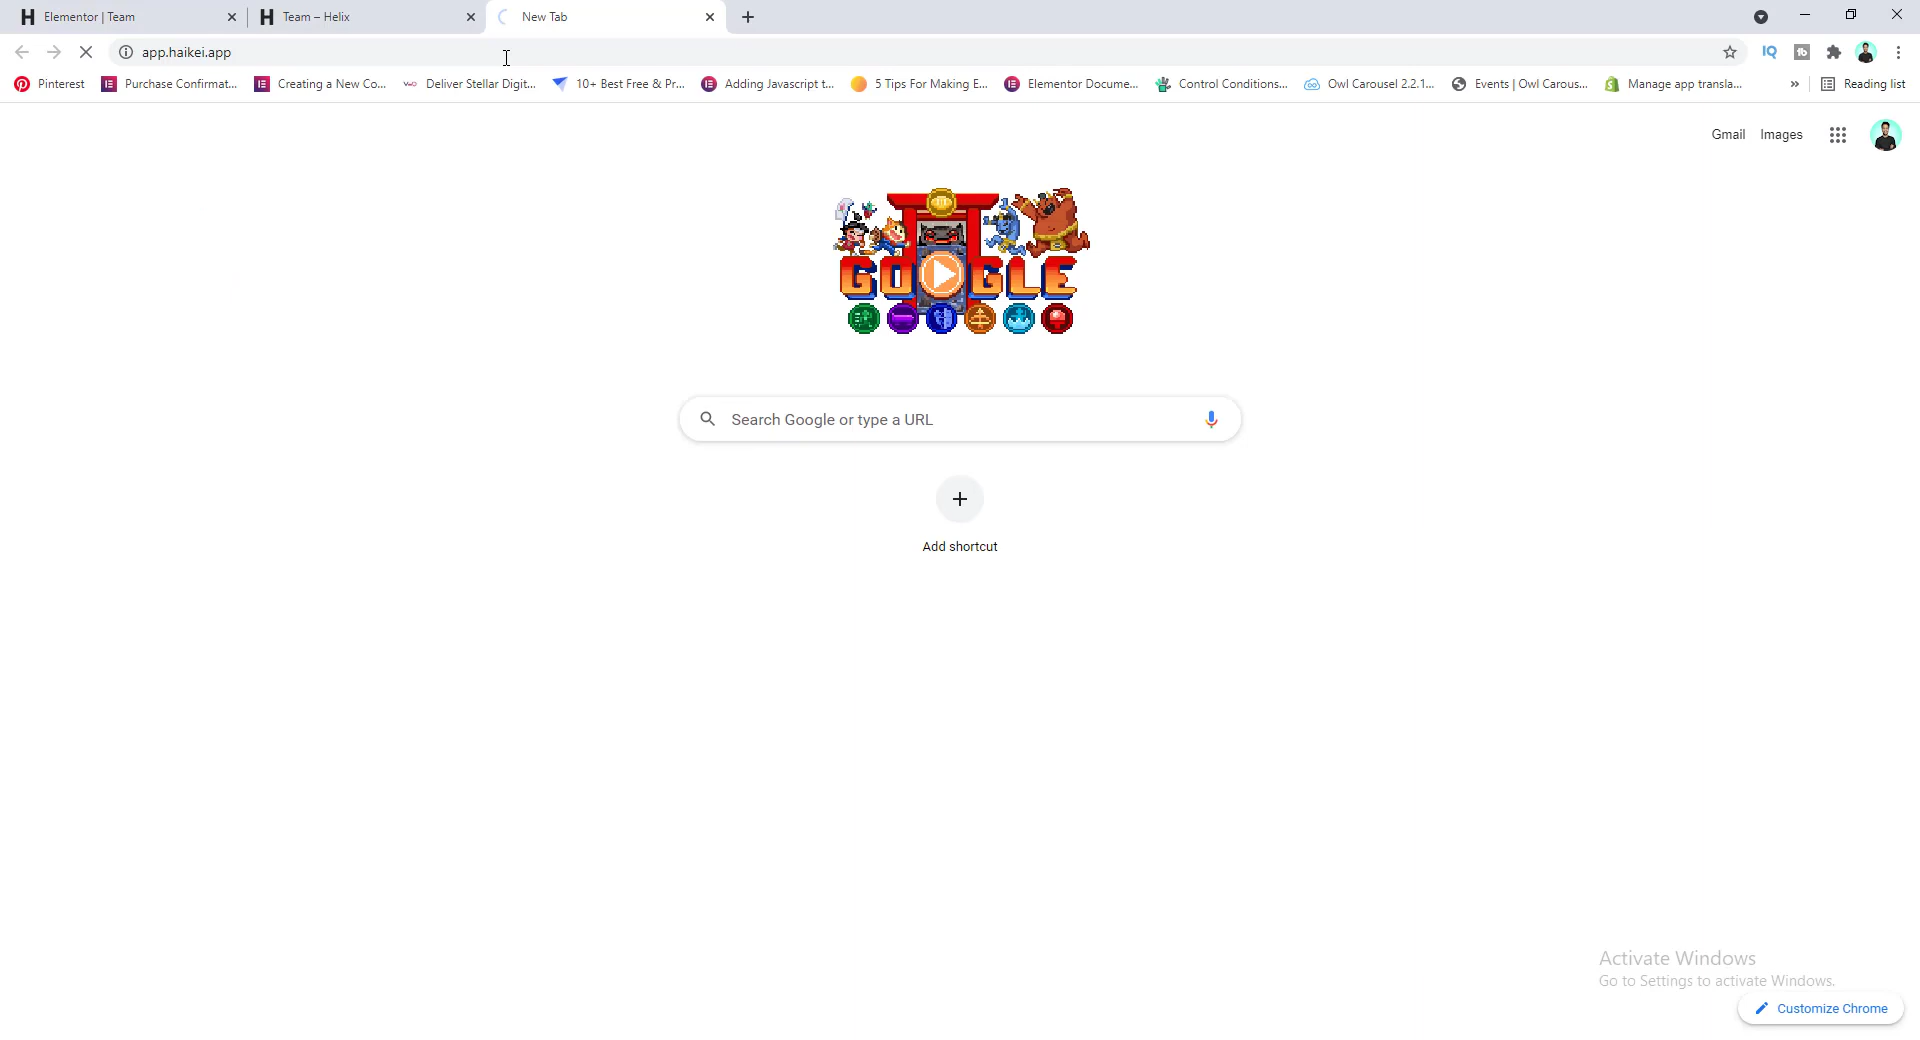 Elementor | Team
Team – Helix
New Tab
app.haikei.app
IQ
Pinterest
Purchase Confirmat...
Creating a New Co...
Deliver Stellar Digit...
10+ Best Free & Pr...
Adding Javascript t...
5 Tips For Making E...
Elementor Docume...
Control Conditions...
Owl Carousel 2.2.1...
Events | Owl Carous...
Manage app transla...
»
Reading list
Gmail
Images
GOOGLE
Search Google or type a URL
Add shortcut
Activate Windows
Go to Settings to activate Windows.
Customize Chrome